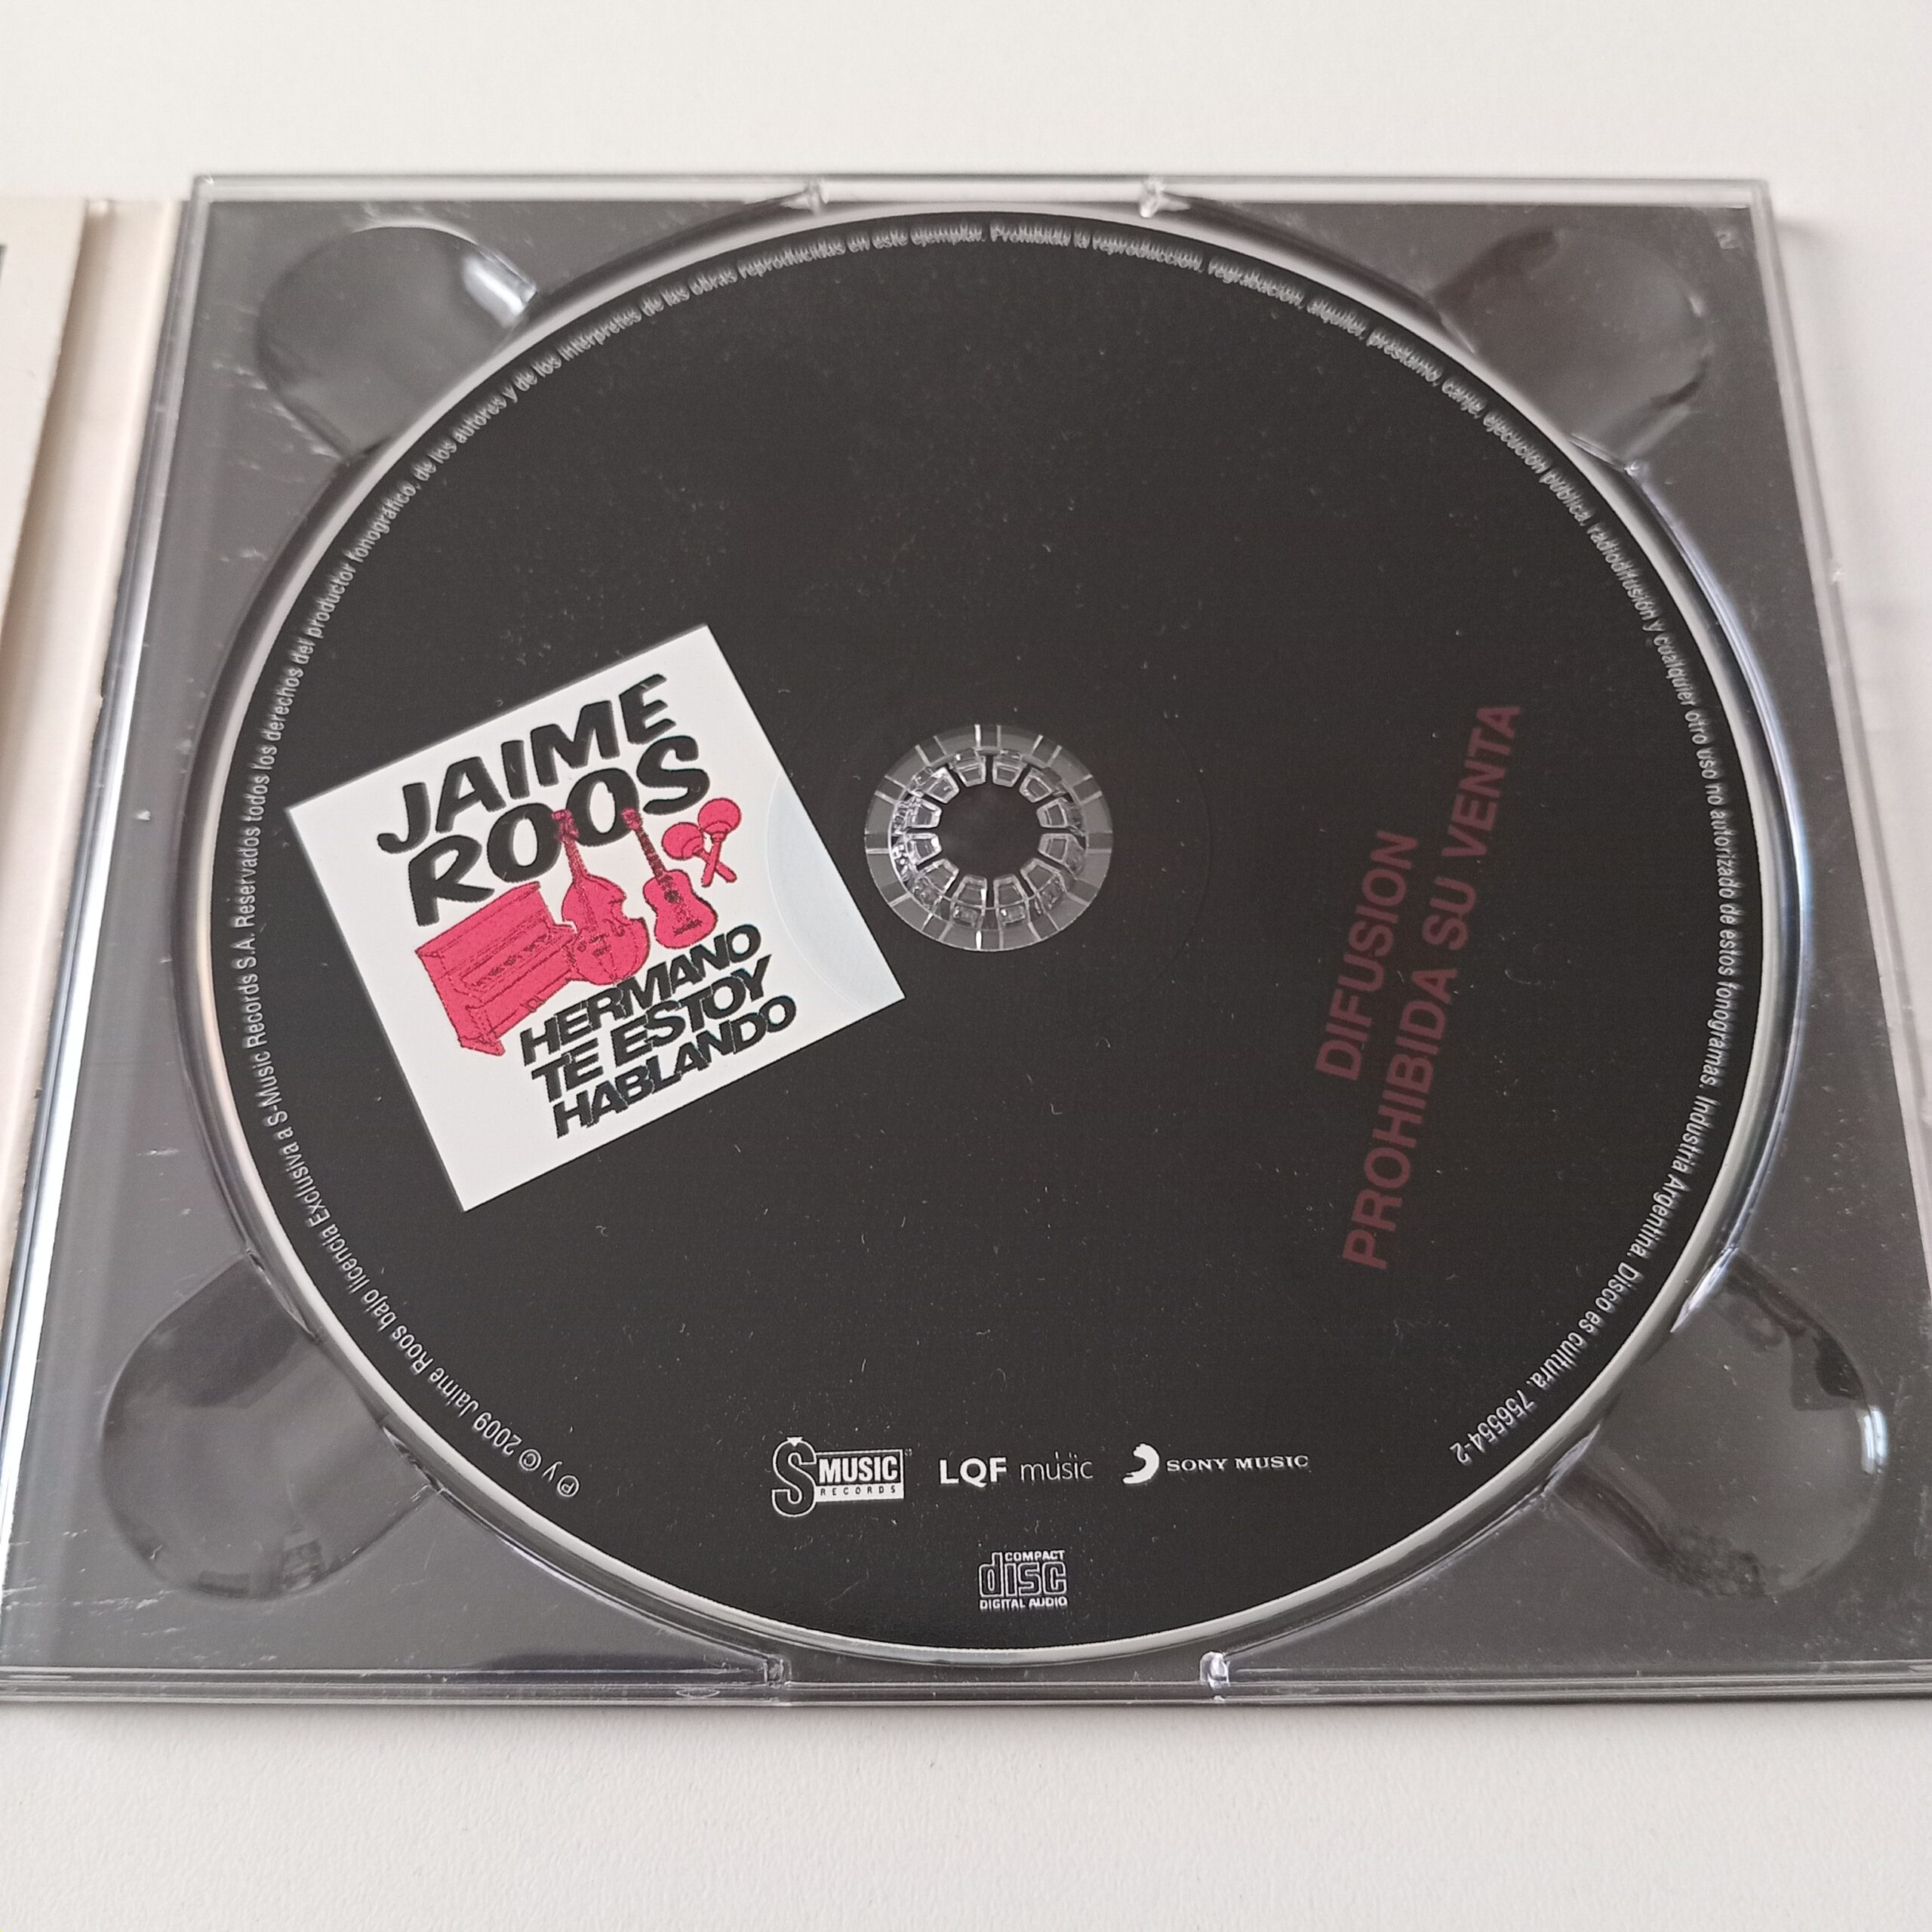 JAIME
ROOS
HERMANO
TE ESTOY
HABLANDO
DIFUSION
PROHIBIDA SU VENTA
℗ y © 2009 Jaime Roos bajo licencia Exclusiva a S-Music Records S.A. Reservados todos los derechos del productor fonográfico, de los autores y de los intérpretes de las obras reproducidas en este ejemplar. Prohibida la reproducción, regrabación, alquiler, préstamo, canje, ejecución pública, radiodifusión y cualquier otro uso no autorizado de estos fonogramas. Industria Argentina. Disco es cultura. 756554-2
S MUSIC
RECORDS
LQF music
SONY MUSIC
COMPACT
disc
DIGITAL AUDIO